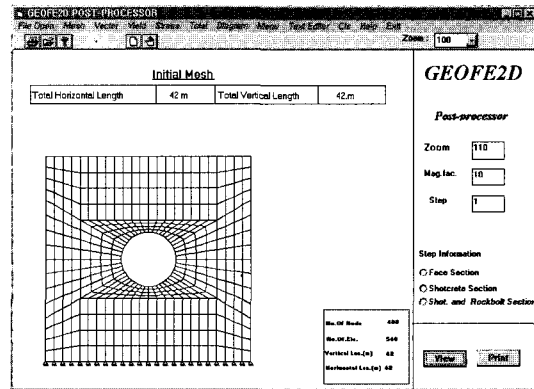 GEOFE2D POST-PROCESSOR
File Open Mesh Vector Yield Stress Total Diagram Menu Text Editor Cls Help Exit
Zoom : 100
Initial Mesh
Total Horizontal Length 42 m Total Vertical Length 42.m
GEOFE2D
Post-processor
Zoom 110
Mag.fac. 10
Step 1
Step Information
Face Section
Shotcrete Section
Shot. and Rockbolt Section
No.Of Node
No.Of.Ele. 540
Vertical Len.(m) 42
Horizontal Len.(m) 42
View Print